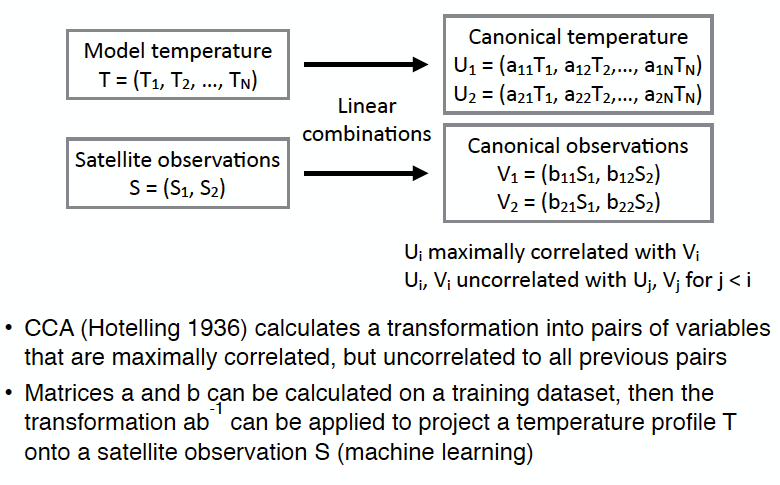 Model temperature
T = (T₁, T₂, ..., Tₙ)
Canonical temperature
U₁ = (a₁₁T₁, a₁₂T₂,..., a₁ₙTₙ)
U₂ = (a₂₁T₁, a₂₂T₂,..., a₂ₙTₙ)
Linear
combinations
Satellite observations
S = (S₁, S₂)
Canonical observations
V₁ = (b₁₁S₁, b₁₂S₂)
V₂ = (b₂₁S₁, b₂₂S₂)
Uᵢ maximally correlated with Vᵢ
Uᵢ, Vᵢ uncorrelated with Uⱼ, Vⱼ for j < i
• CCA (Hotelling 1936) calculates a transformation into pairs of variables
that are maximally correlated, but uncorrelated to all previous pairs
• Matrices a and b can be calculated on a training dataset, then the
transformation ab⁻¹ can be applied to project a temperature profile T
onto a satellite observation S (machine learning)